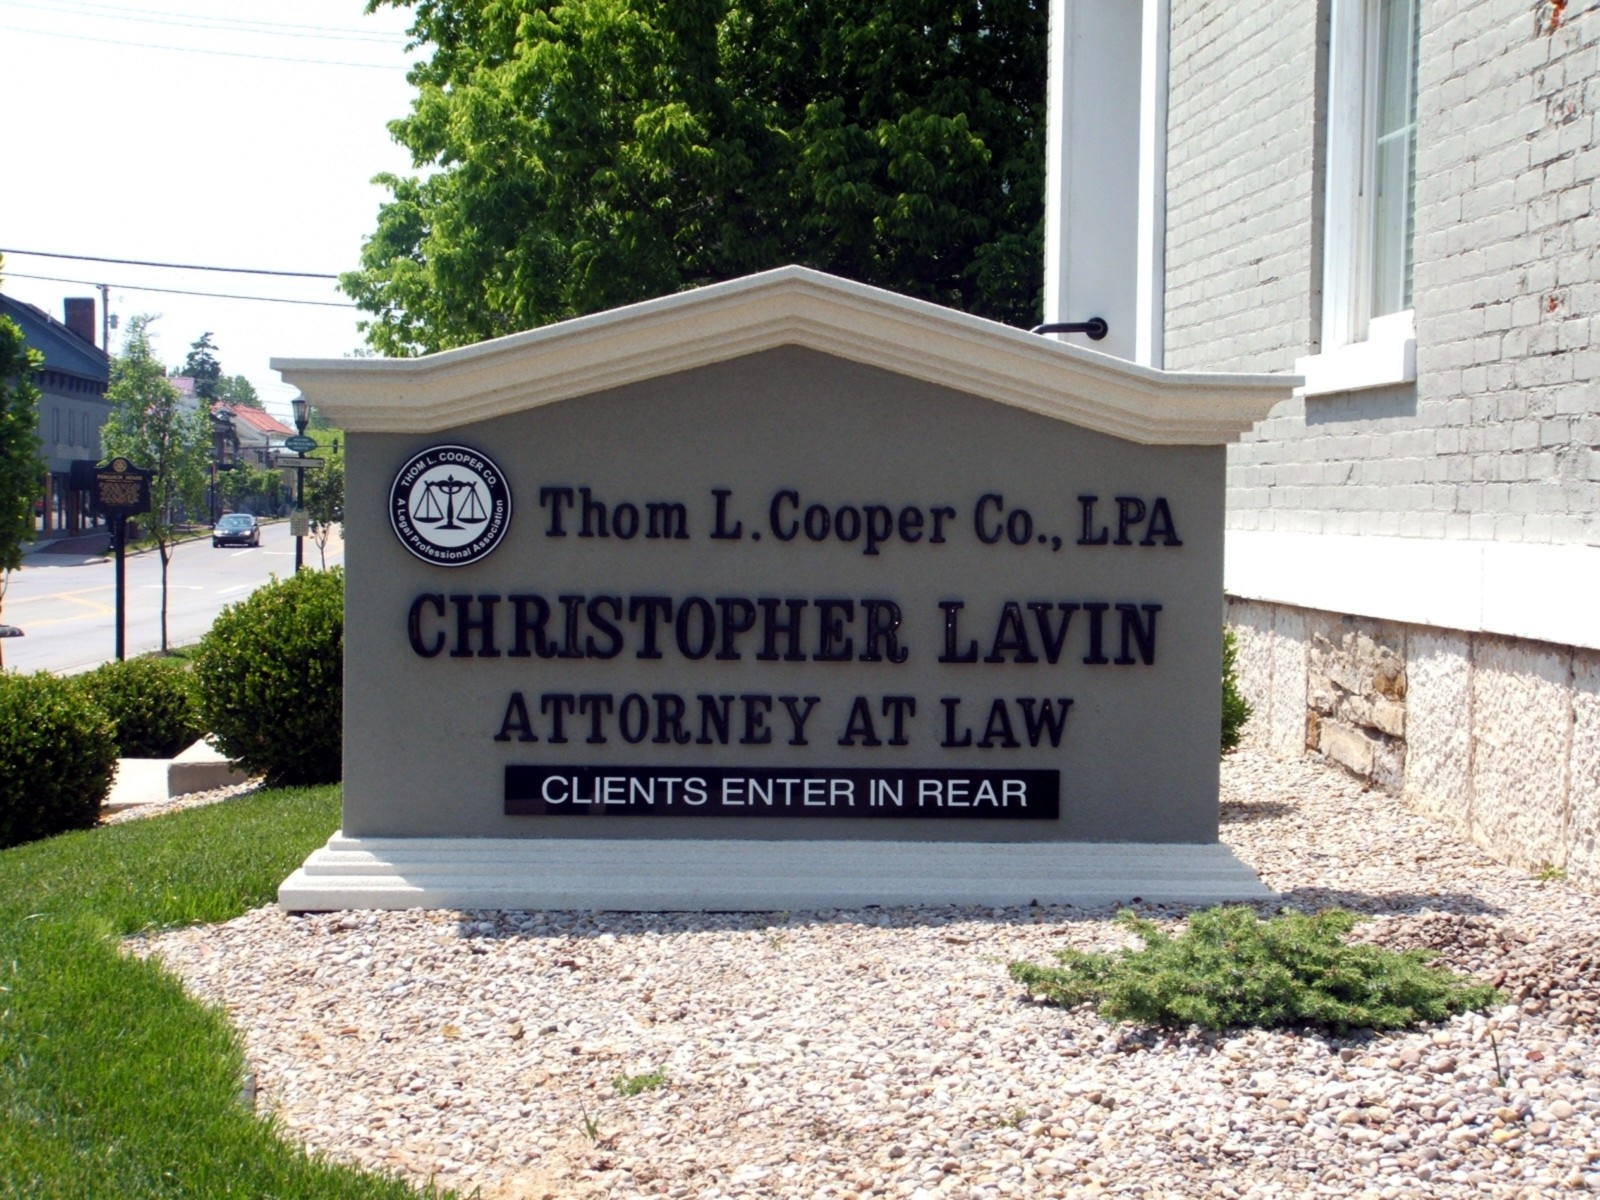 THOM L. COOPER CO.
A Legal Professional Association
Thom L. Cooper Co., LPA
CHRISTOPHER LAVIN
ATTORNEY AT LAW
CLIENTS ENTER IN REAR